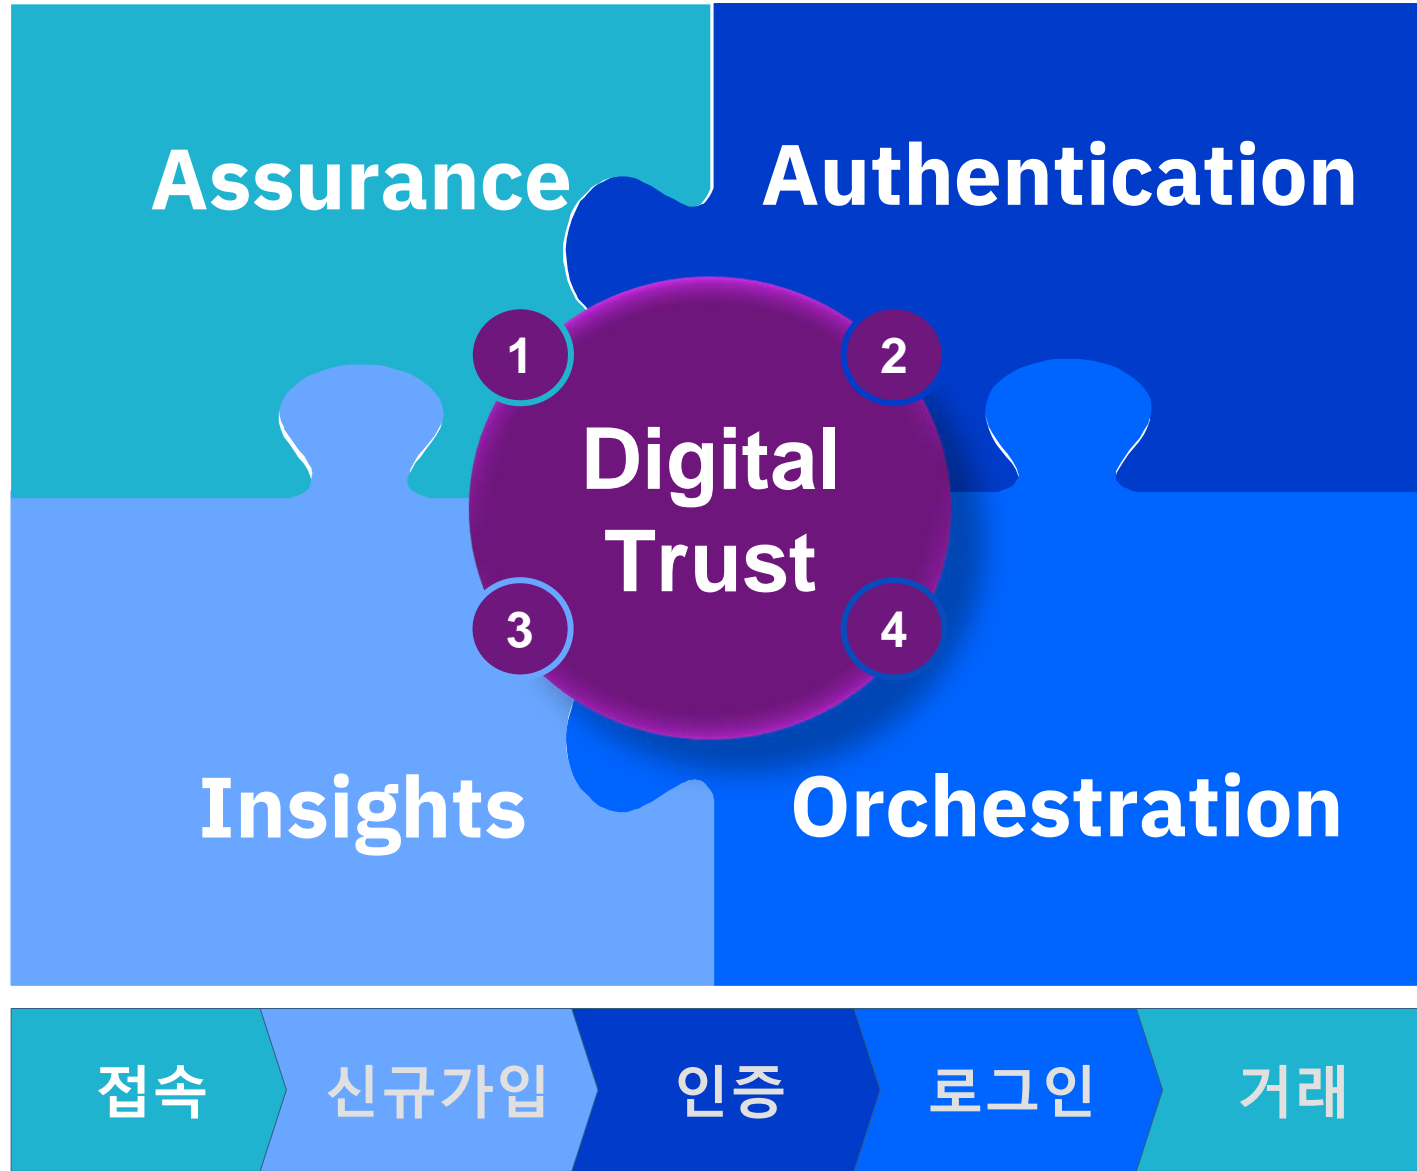 Assurance
Authentication
1
2
Digital
Trust
3
4
Insights
Orchestration
접속
신규가입
인증
로그인
거래